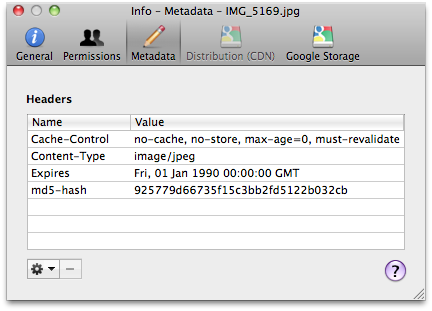 Info – Metadata – IMG_5169.jpg
General Permissions Metadata Distribution (CDN) Google Storage
Headers
Name Value
Cache-Control no-cache, no-store, max-age=0, must-revalidate
Content-Type image/jpeg
Expires Fri, 01 Jan 1990 00:00:00 GMT
md5-hash 925779d66735f15c3bb2fd5122b032cb
?